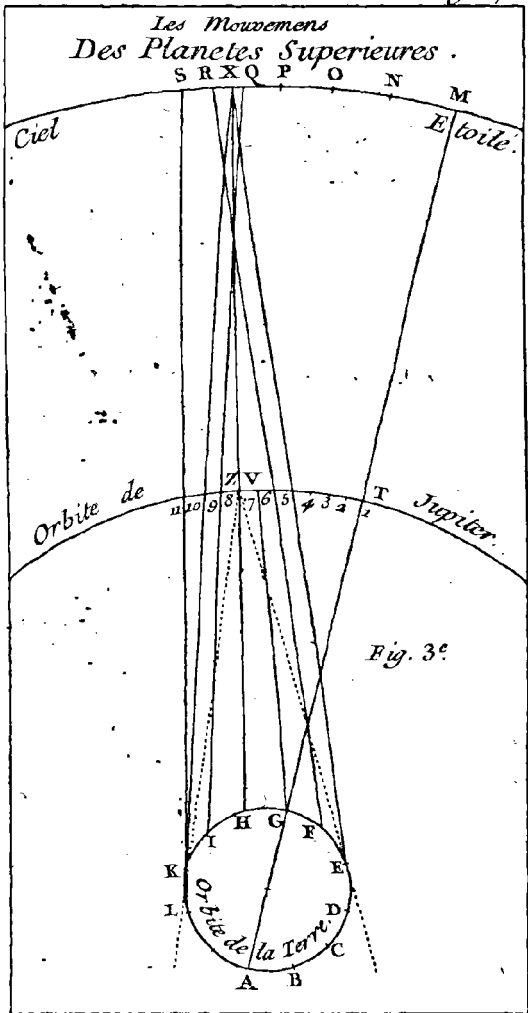 Les Mouvemens
Des Planetes Superieures .
S R X Q P O N M
Ciel Etoilé.
Z V
Orbite de T Jupiter.
11 10 9 8 7 6 5 4 3 2 1
Fig. 3e.
H G F
I
K E
L D
Orbite de la Terre.
C
A B